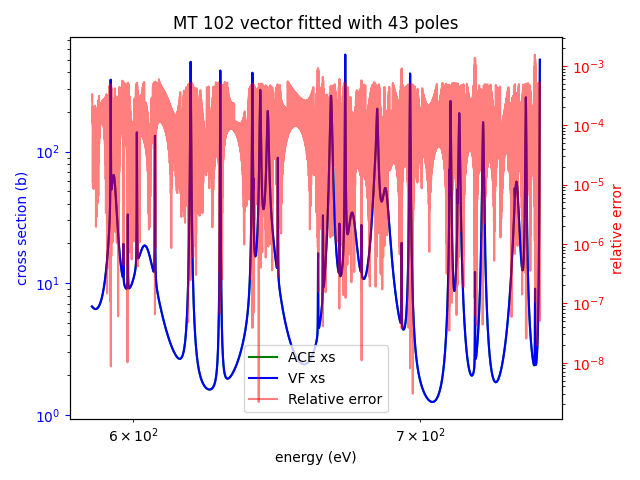 MT 102 vector fitted with 43 poles
cross section (b)
10²
10¹
10⁰
10⁻³
10⁻⁴
10⁻⁵
10⁻⁶
10⁻⁷
10⁻⁸
relative error
ACE xs
VF xs
Relative error
6 × 10²
7 × 10²
energy (eV)